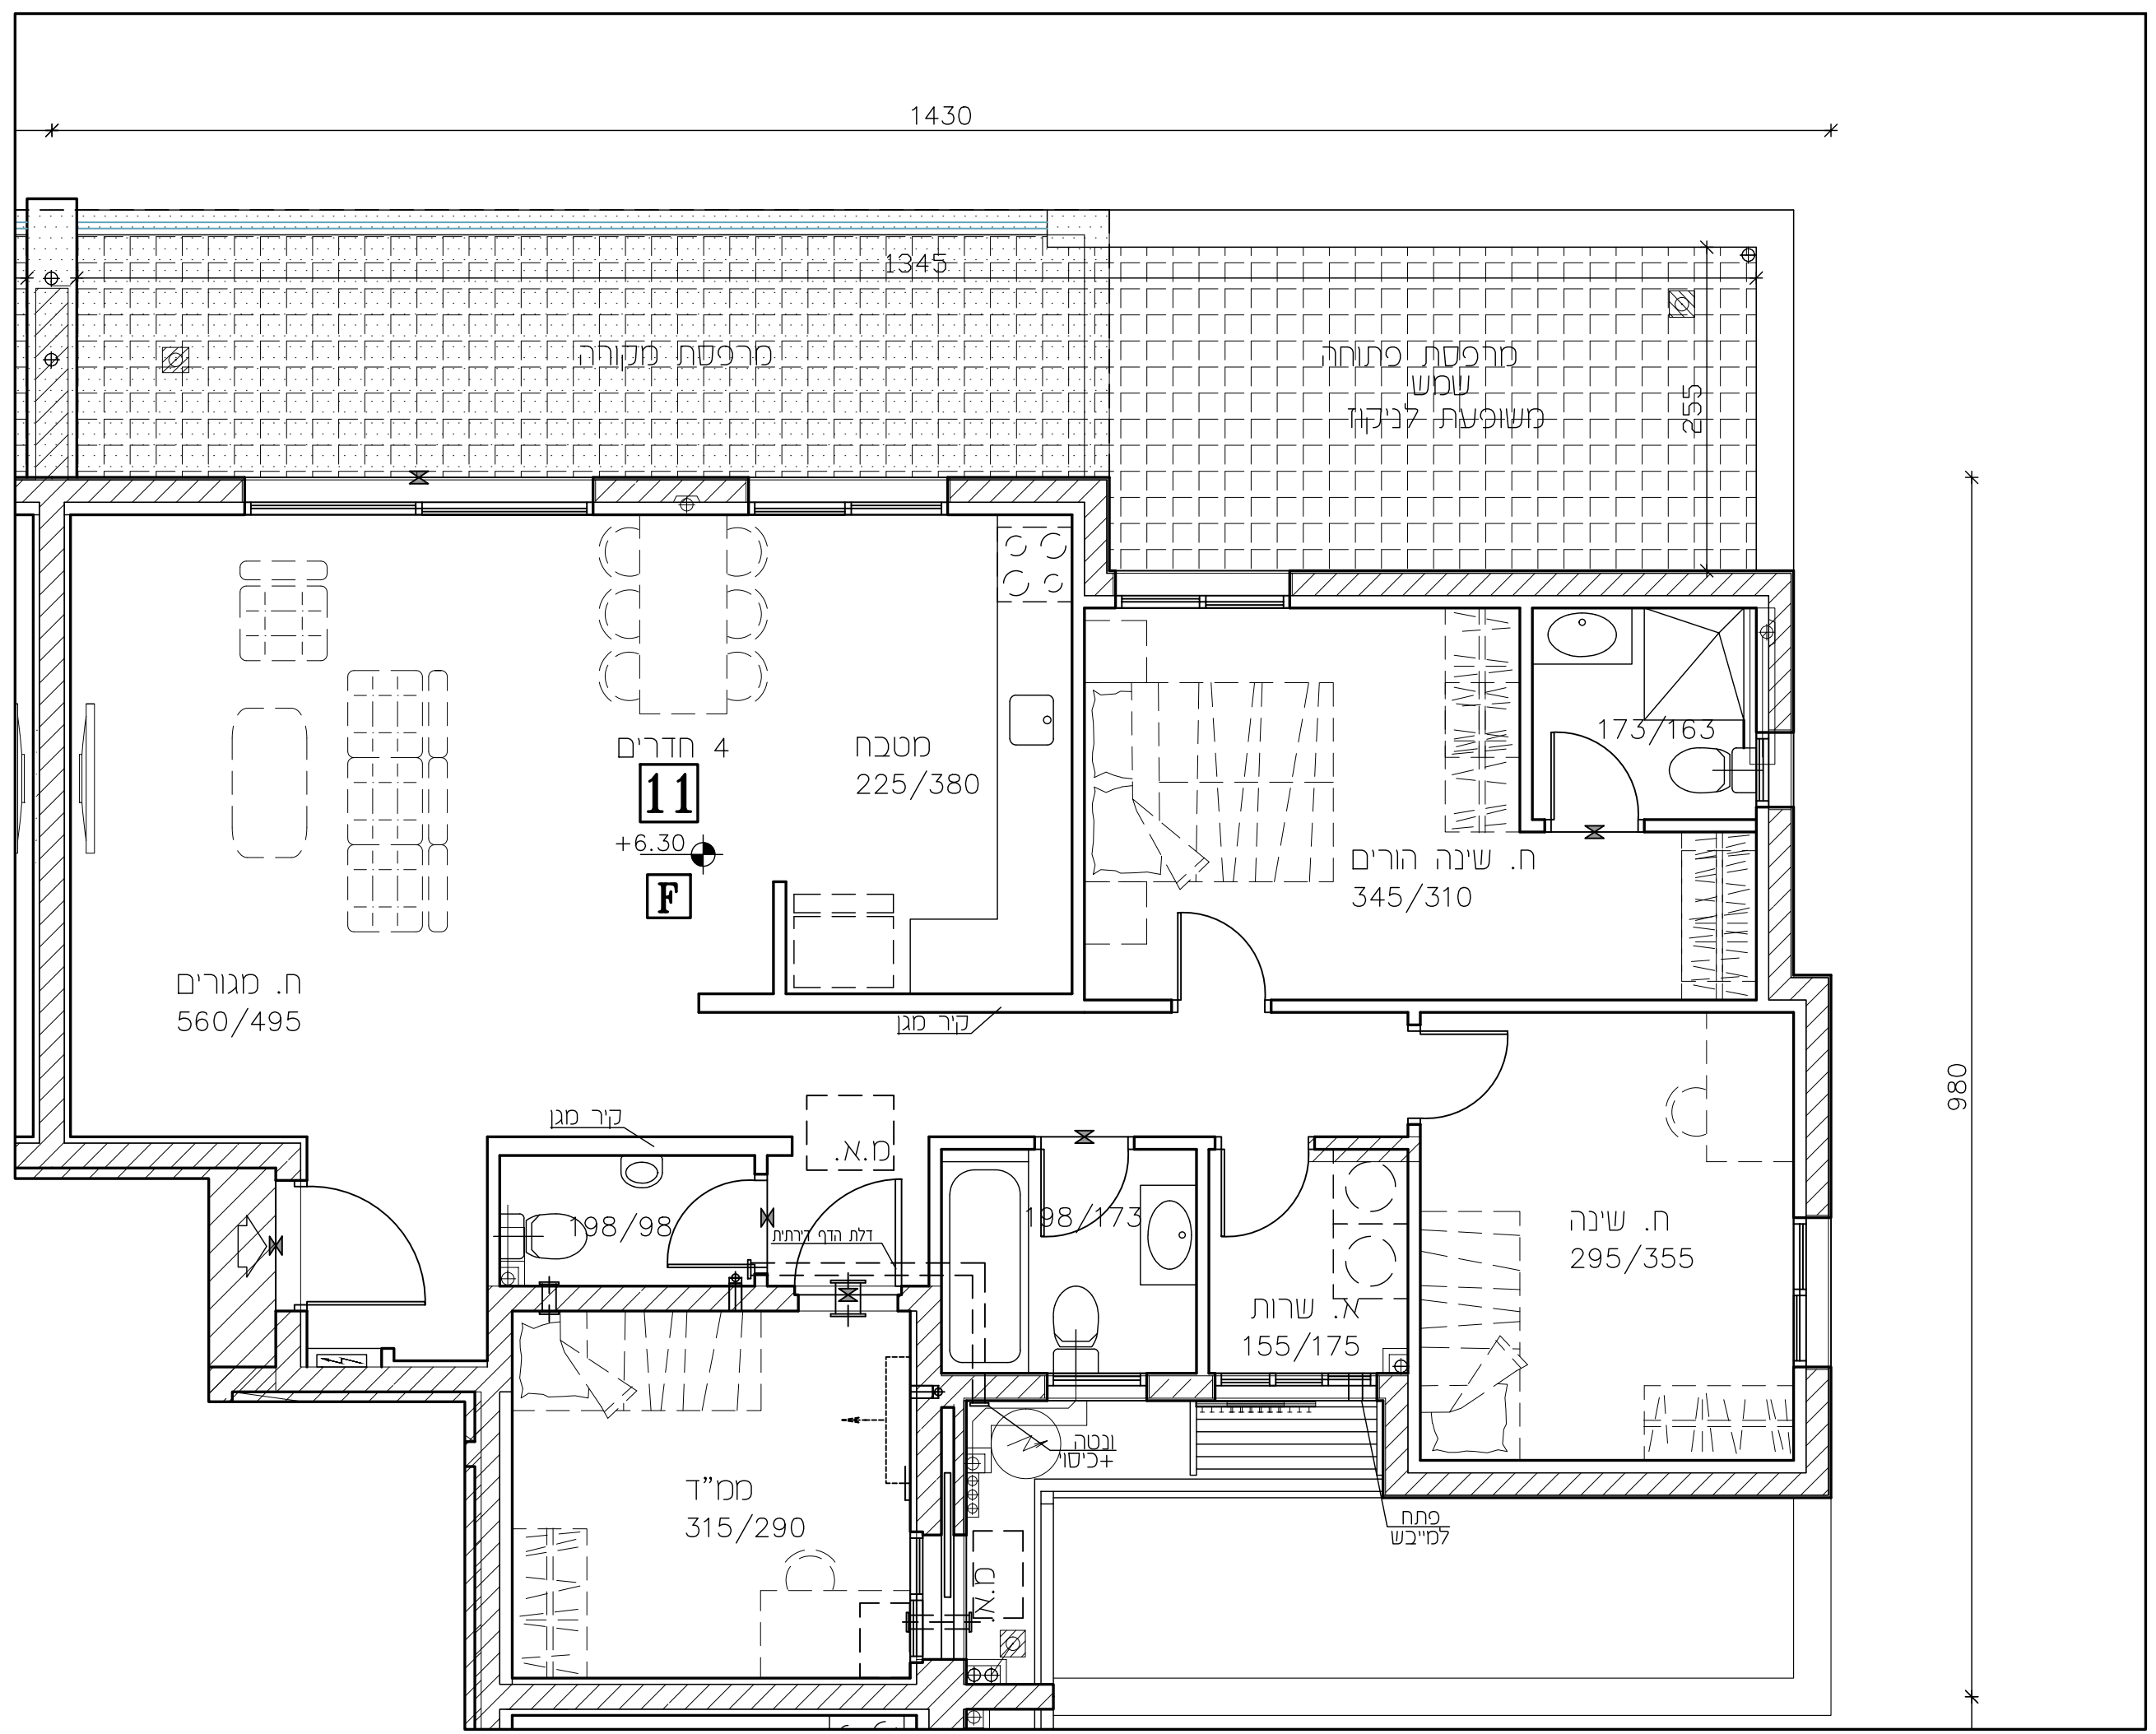 1430
1345
מרפסת מקורה
מרפסת פתוחה
שמש
משופעת לניקוז
255
173/163
4 חדרים
11
+6.30
F
מטבח
225/380
ח. שינה הורים
345/310
ח. מגורים
560/495
קיר מגן
980
קיר מגן
מ.א.
198/98
דלת הדף דירתית
198/173
ח. שינה
295/355
א. שרות
155/175
ונטה
+כיסוי
ממ"ד
315/290
פתח
למייבש
מ.א.